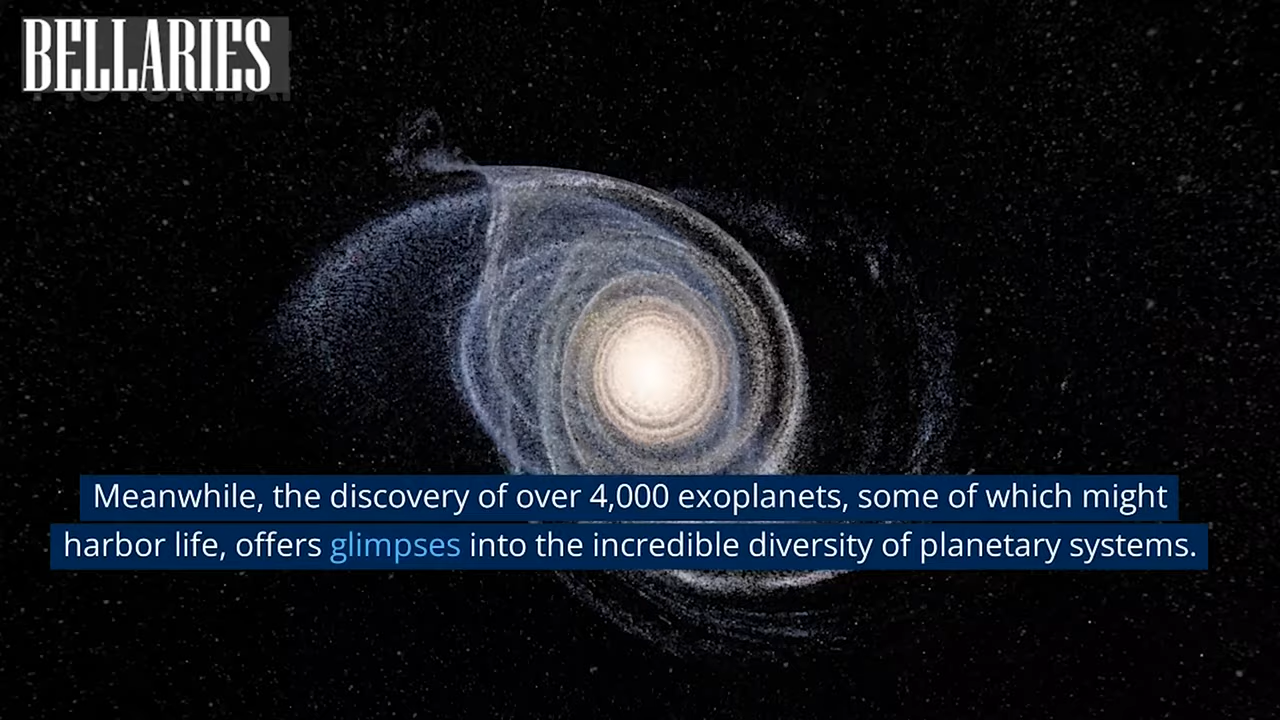 BELLARIES
Meanwhile, the discovery of over 4,000 exoplanets, some of which might
harbor life, offers glimpses into the incredible diversity of planetary systems.